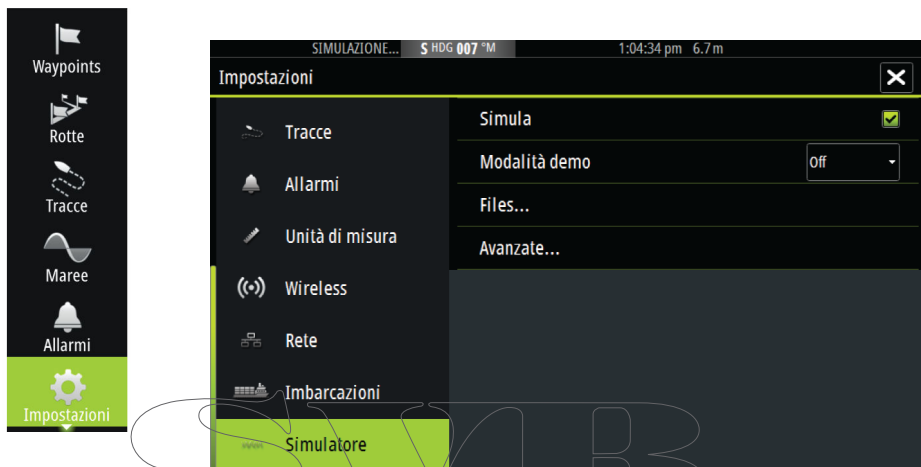 Waypoints
Rotte
Tracce
Maree
Allarmi
Impostazioni
SIMULAZIONE... S HDG 007 °M 1:04:34 pm 6.7 m
Impostazioni
Tracce
Allarmi
Unità di misura
Wireless
Rete
Imbarcazioni
Simulatore
Simula
Modalità demo Off
Files...
Avanzate...